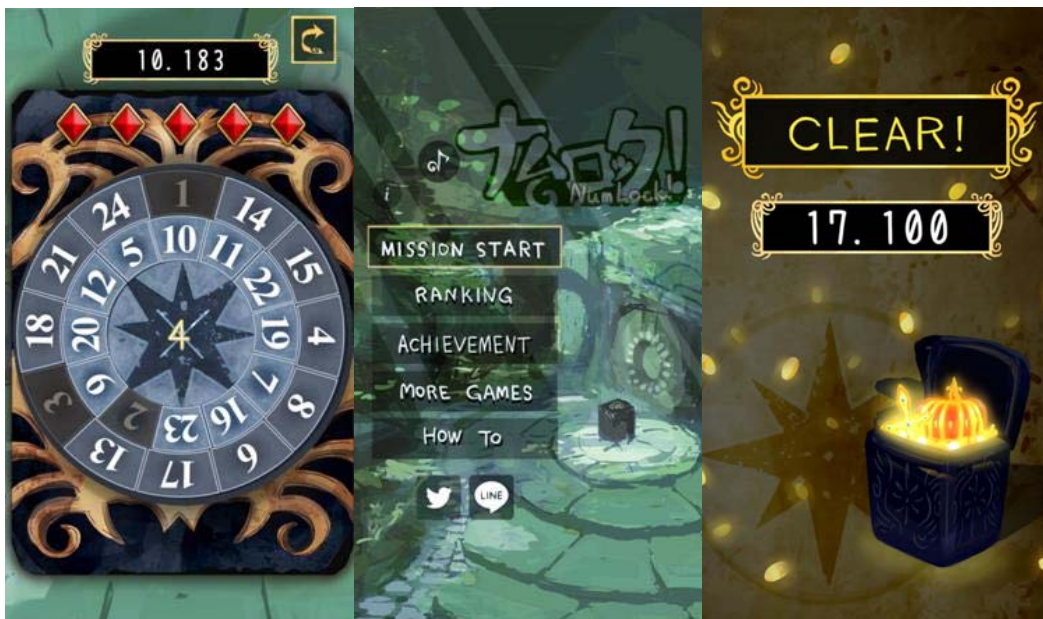 10.183
1 14 15 4 8 6 17 13 3 18 21 24
10 11 22 19 7 16 23 2 9 20 12 5
4
ナムロック!
NumLock!
i
MISSION START
RANKING
ACHIEVEMENT
MORE GAMES
HOW TO
LINE
CLEAR!
17.100